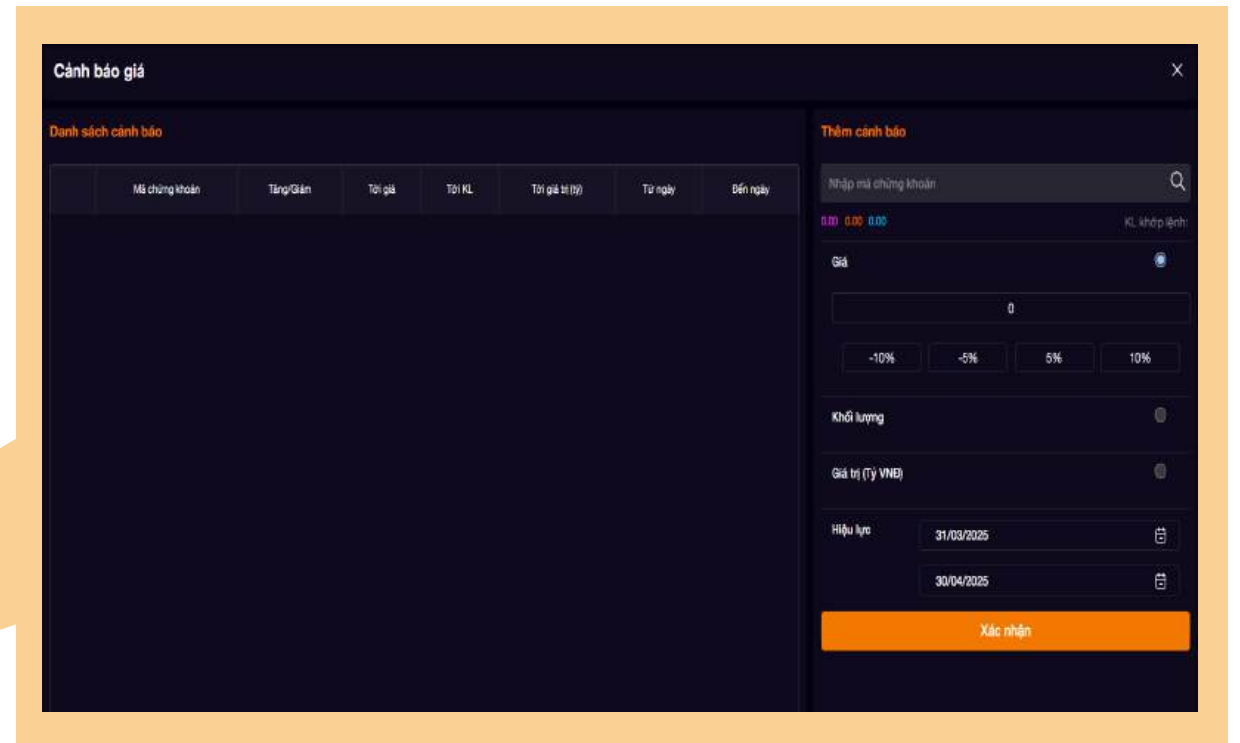 Cảnh báo giá
Danh sách cảnh báo
Mã chứng khoán Tăng/Giảm Tới giá Tới KL Tới giá trị (tỷ) Từ ngày Đến ngày
Thêm cảnh báo
Nhập mã chứng khoán
0.00 0.00 0.00 KL khớp lệnh:
Giá
0
-10% -5% 5% 10%
Khối lượng
Giá trị (Tỷ VNĐ)
Hiệu lực 31/03/2025
30/04/2025
Xác nhận